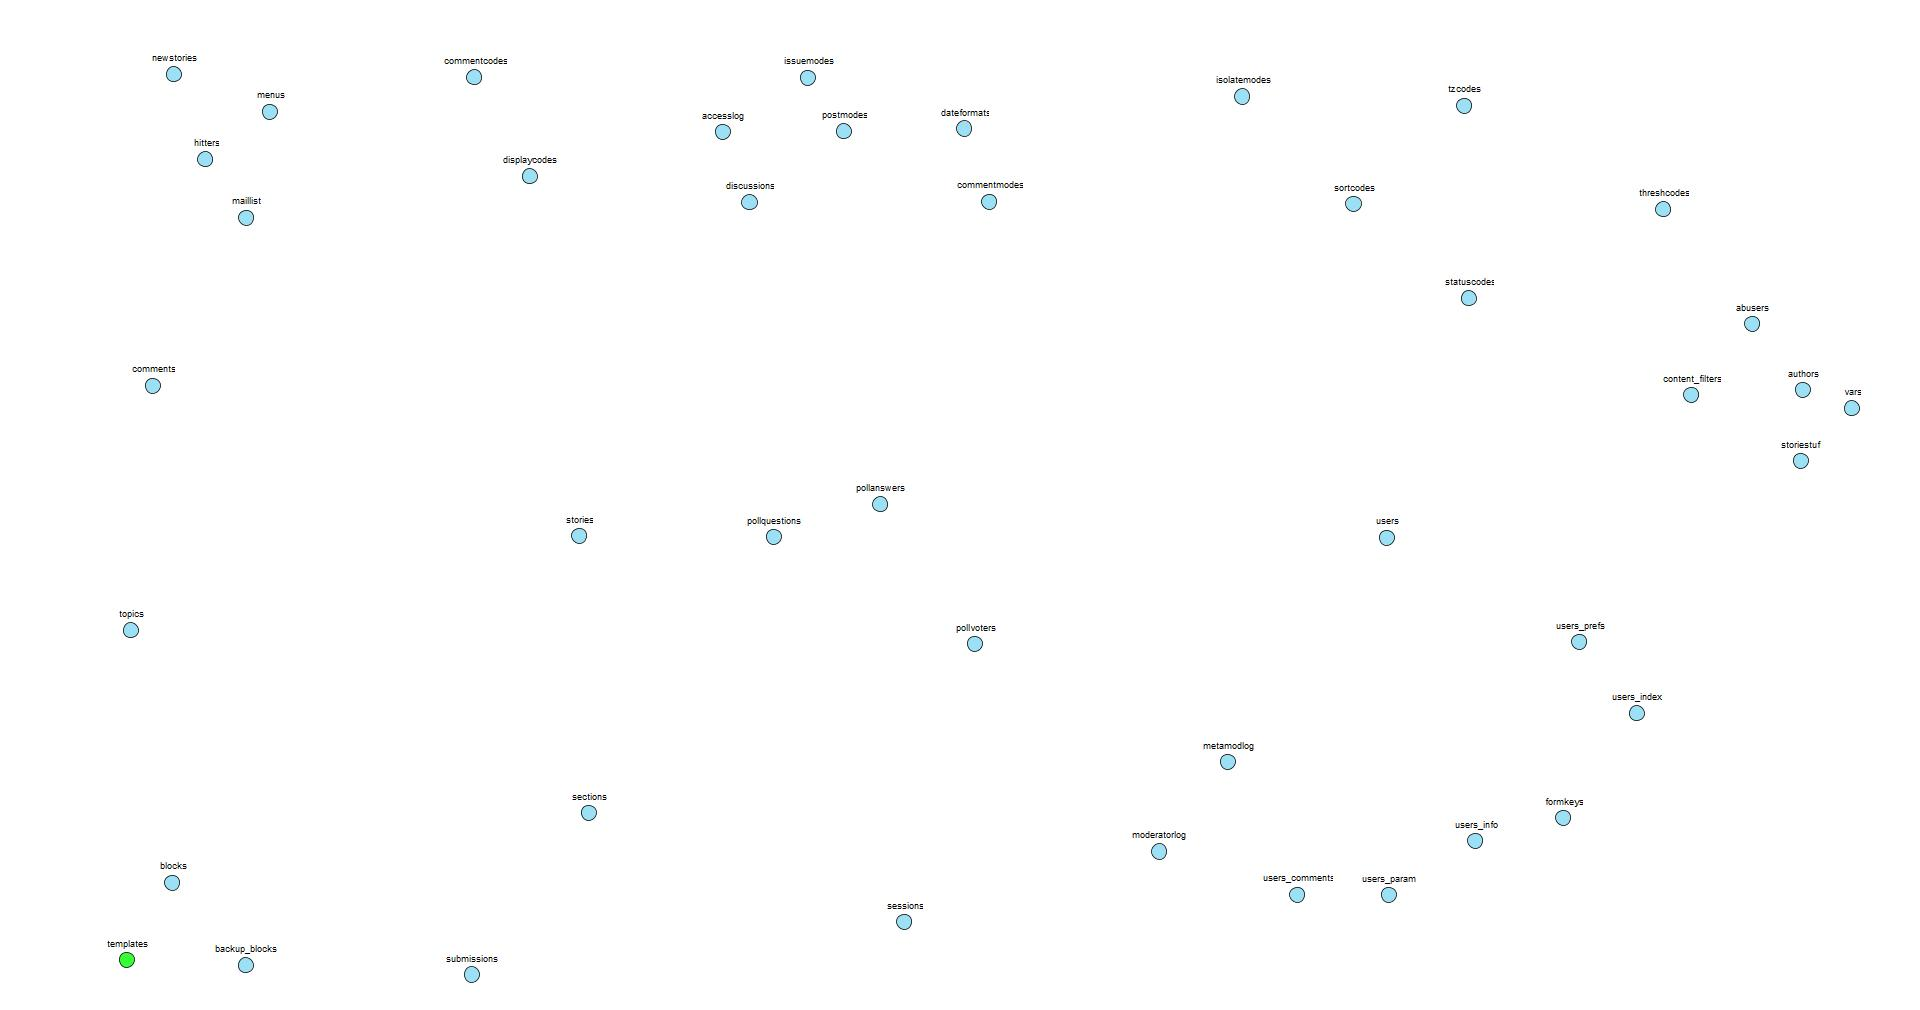 newstories
commentcodes
issuemodes
isolatemodes
tzcodes
menus
accesslog
postmodes
dateformats
hitters
displaycodes
discussions
commentmodes
sortcodes
threshcodes
maillist
statuscodes
abusers
comments
content_filters
authors
vars
storiestuf
pollanswers
stories
pollquestions
users
topics
pollvoters
users_prefs
users_index
metamodlog
sections
formkeys
users_info
moderatorlog
blocks
users_comments
users_param
sessions
templates
backup_blocks
submissions